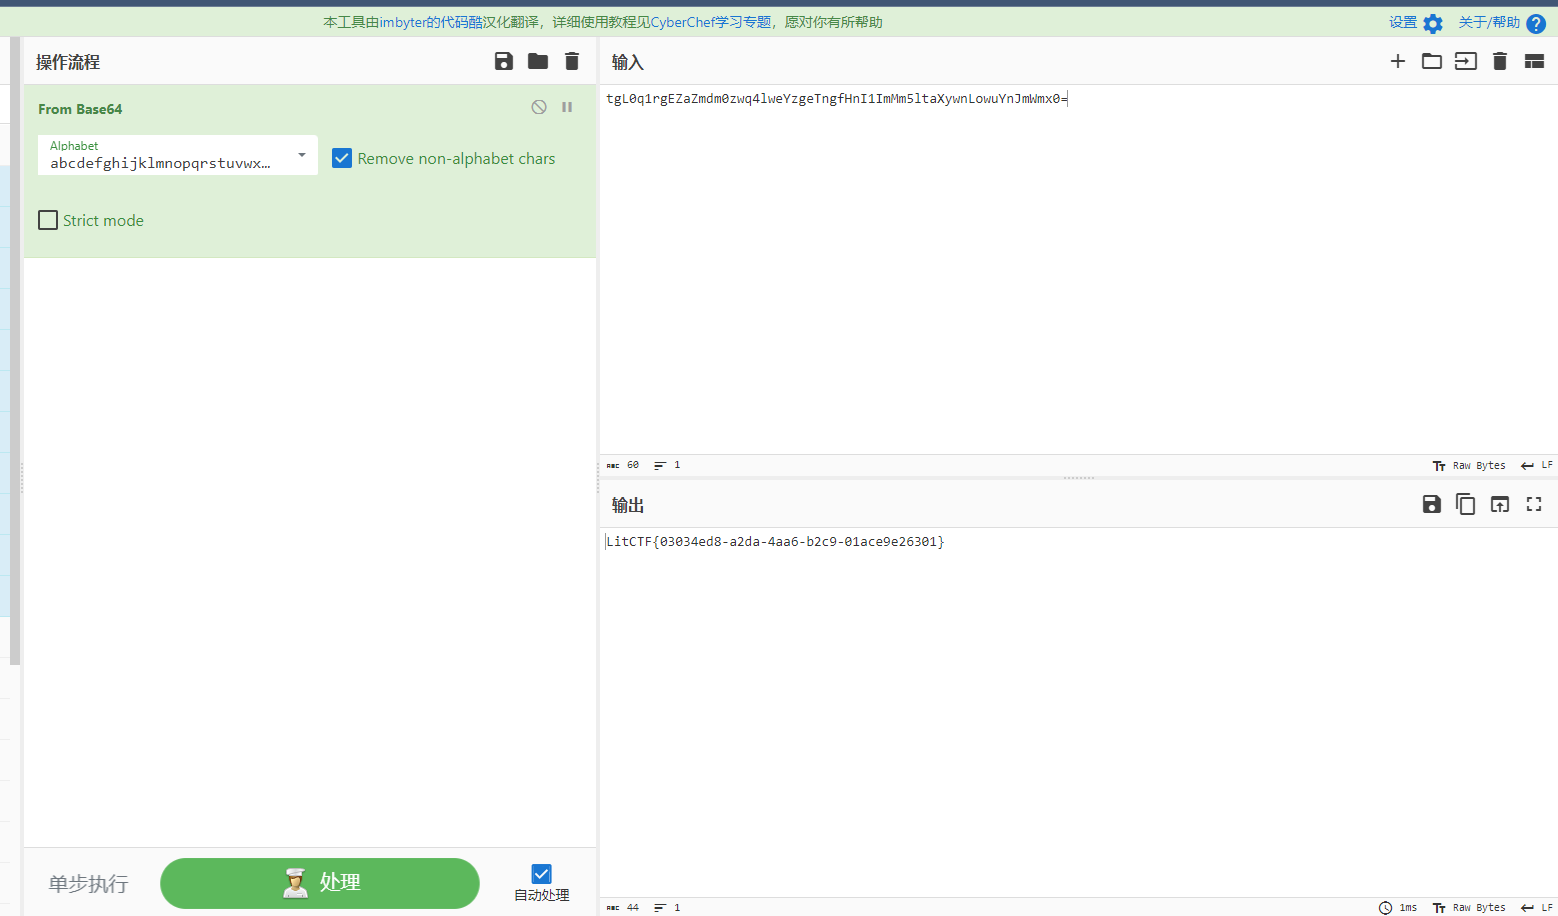 本工具由imbyter的代码酷汉化翻译，详细使用教程见CyberChef学习专题，愿对你有所帮助
设置
关于/帮助
操作流程
From Base64
Alphabet
abcdefghijklmnopqrstuvwx…
Remove non-alphabet chars
Strict mode
单步执行
处理
自动处理
输入
tgL0q1rgEZaZmdm0zwq4lweYzgeTngfHnI1ImMm5ltaXywnLowuYnJmWmx0=
ABC 60 1
Raw Bytes LF
输出
LitCTF{03034ed8-a2da-4aa6-b2c9-01ace9e26301}
ABC 44 1
1ms Raw Bytes LF